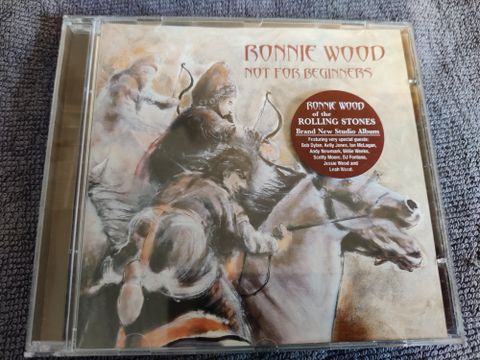 RONNIE WOOD
NOT FOR BEGINNERS
RONNIE WOOD
of the
ROLLING STONES
Brand New Studio Album
Featuring very special guests:
Bob Dylan, Kelly Jones, Ian McLagan,
Andy Newmark, Willie Weeks,
Scotty Moore, DJ Fontana,
Jesse Wood and
Leah Wood.